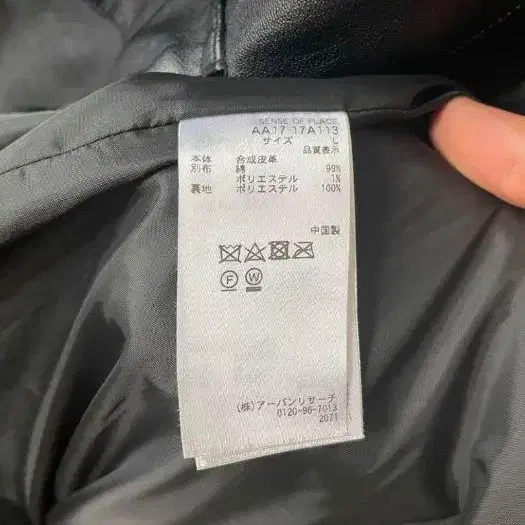 SENSE OF PLACE
AA17-17A113
サイズ L
品質表示
本体 合成皮革
別布 綿 99%
ポリエステル 1%
裏地 ポリエステル 100%
中国製
F W
(株)アーバンリサーチ
0120-96-7013
2071